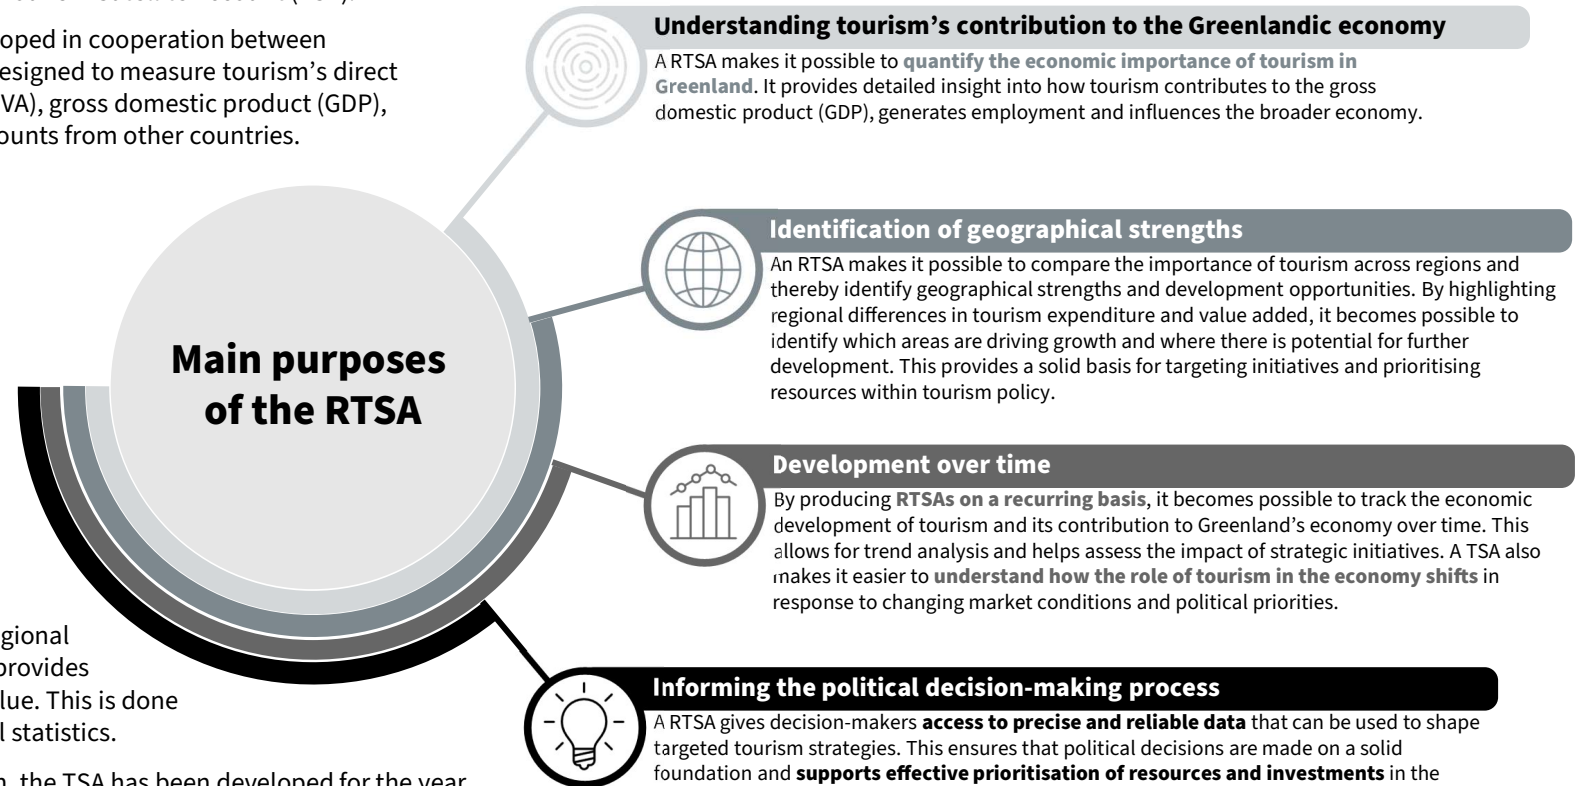 oped in cooperation between
esigned to measure tourism’s direct
VA), gross domestic product (GDP),
ounts from other countries.
Main purposes
of the RTSA
gional
provides
lue. This is done
l statistics.
n, the TSA has been developed for the year
Understanding tourism’s contribution to the Greenlandic economy
A RTSA makes it possible to quantify the economic importance of tourism in
Greenland. It provides detailed insight into how tourism contributes to the gross
domestic product (GDP), generates employment and influences the broader economy.
Identification of geographical strengths
An RTSA makes it possible to compare the importance of tourism across regions and
thereby identify geographical strengths and development opportunities. By highlighting
regional differences in tourism expenditure and value added, it becomes possible to
identify which areas are driving growth and where there is potential for further
development. This provides a solid basis for targeting initiatives and prioritising
resources within tourism policy.
Development over time
By producing RTSAs on a recurring basis, it becomes possible to track the economic
development of tourism and its contribution to Greenland’s economy over time. This
allows for trend analysis and helps assess the impact of strategic initiatives. A TSA also
makes it easier to understand how the role of tourism in the economy shifts in
response to changing market conditions and political priorities.
Informing the political decision-making process
A RTSA gives decision-makers access to precise and reliable data that can be used to shape
targeted tourism strategies. This ensures that political decisions are made on a solid
foundation and supports effective prioritisation of resources and investments in the